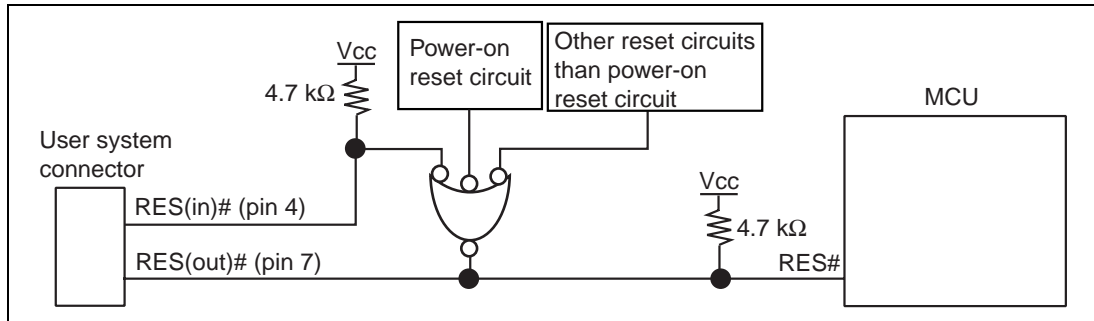 Vcc
4.7 kΩ
Power-on
reset circuit
Other reset circuits
than power-on
reset circuit
MCU
User system
connector
RES(in)# (pin 4)
Vcc
4.7 kΩ
RES(out)# (pin 7)
RES#